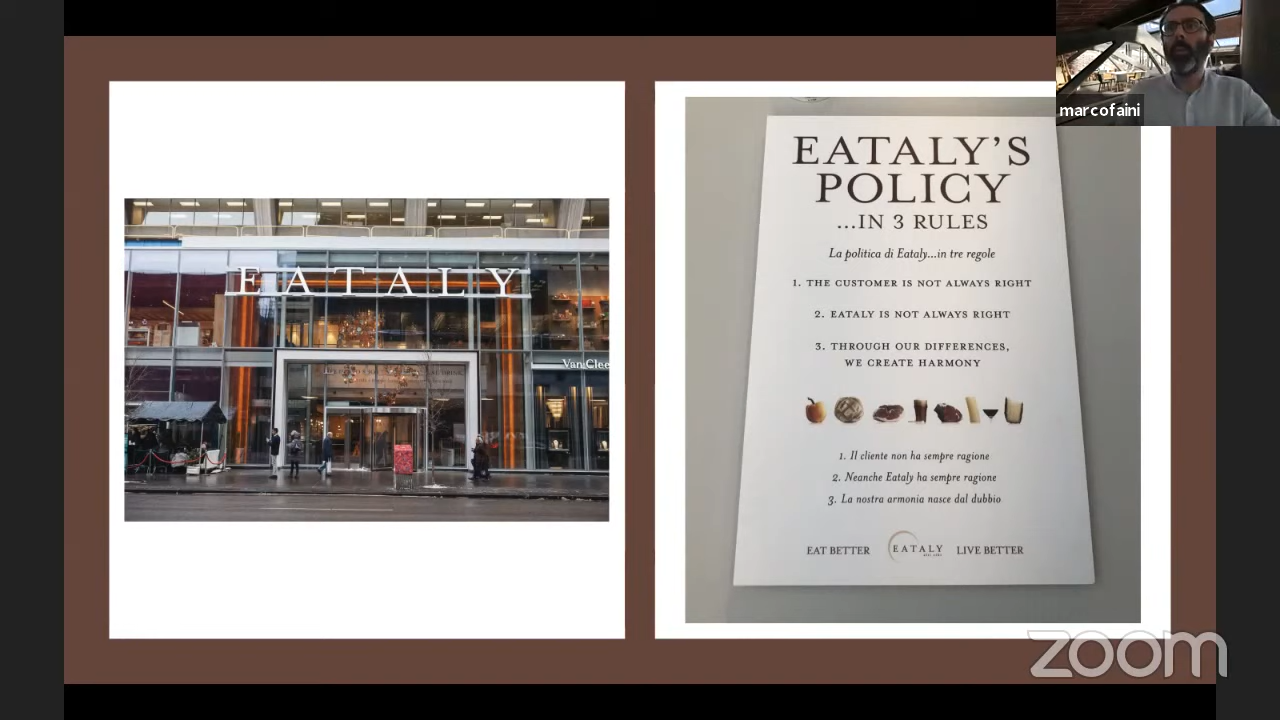 marcofaini
EATALY
Van Clee
EATALY'S
POLICY
...IN 3 RULES
La politica di Eataly...in tre regole
1. THE CUSTOMER IS NOT ALWAYS RIGHT
2. EATALY IS NOT ALWAYS RIGHT
3. THROUGH OUR DIFFERENCES,
WE CREATE HARMONY
1. Il cliente non ha sempre ragione
2. Neanche Eataly ha sempre ragione
3. La nostra armonia nasce dal dubbio
EAT BETTER EATALY LIVE BETTER
zoom